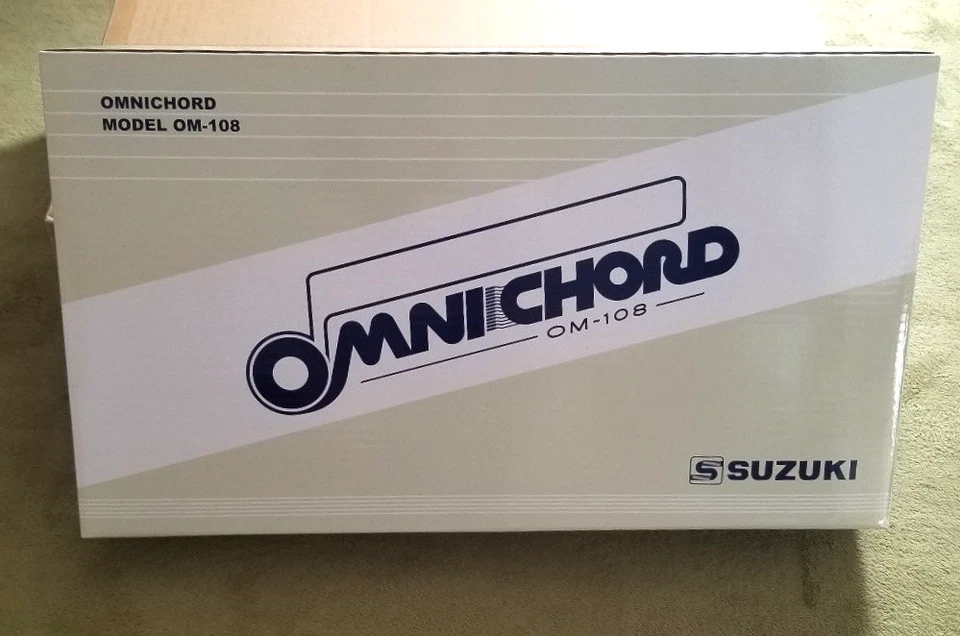 OMNICHORD
MODEL OM-108
OMNICHORD
OM-108
SUZUKI